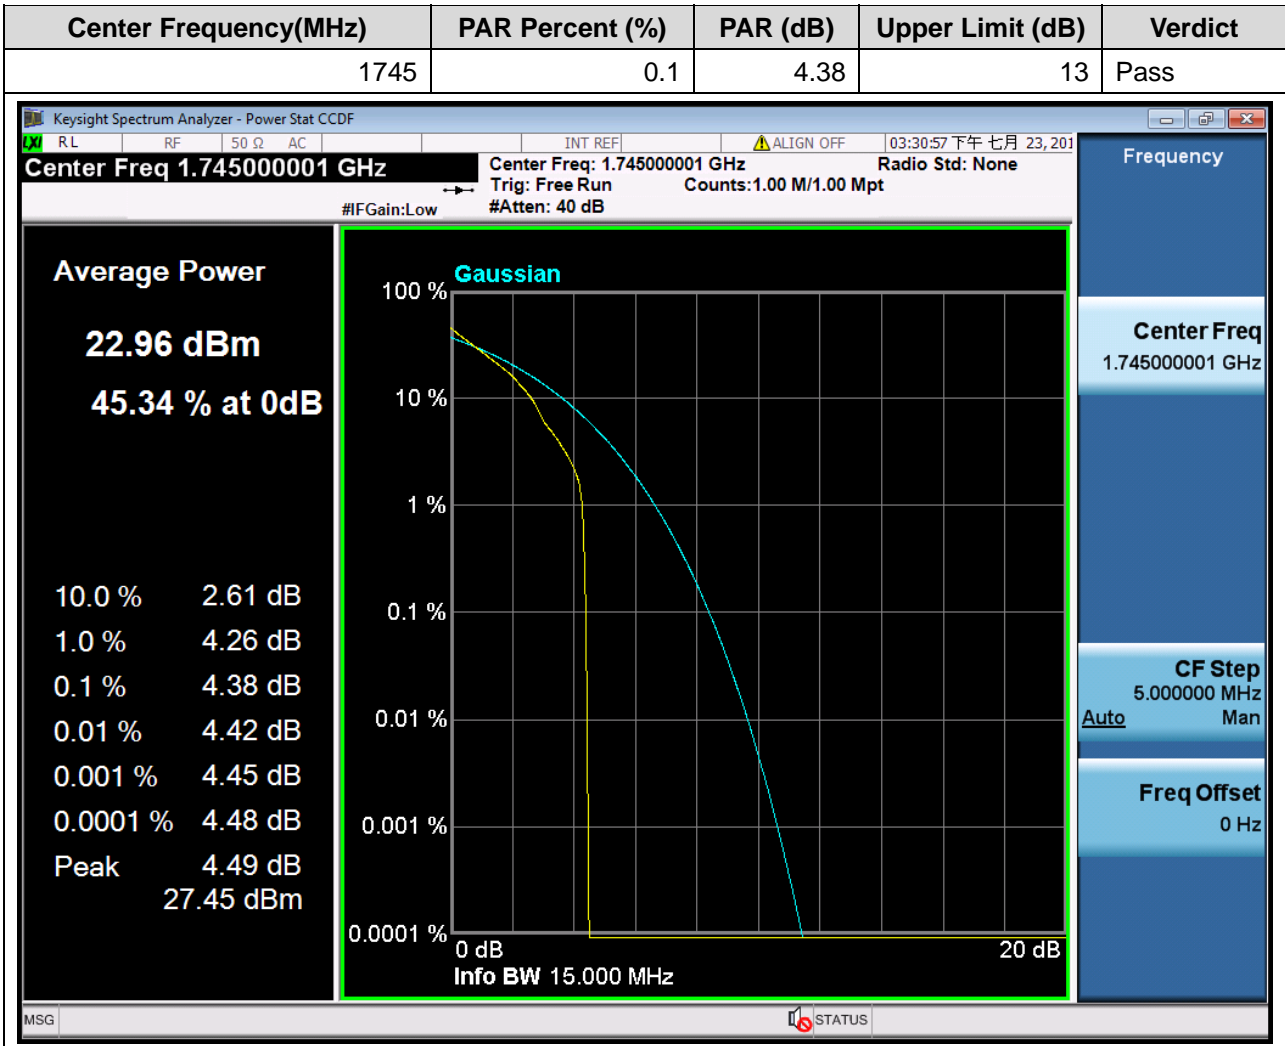 Center Frequency(MHz) PAR Percent (%) PAR (dB) Upper Limit (dB) Verdict
1745 0.1 4.38 13 Pass
Keysight Spectrum Analyzer - Power Stat CCDF
LXI RL RF 50 Ω AC INT REF ALIGN OFF 03:30:57 下午 七月 23, 201
Center Freq 1.745000001 GHz
#IFGain:Low
Center Freq: 1.745000001 GHz Radio Std: None
Trig: Free Run Counts:1.00 M/1.00 Mpt
#Atten: 40 dB
Average Power
22.96 dBm
45.34 % at 0dB
10.0 % 2.61 dB
1.0 % 4.26 dB
0.1 % 4.38 dB
0.01 % 4.42 dB
0.001 % 4.45 dB
0.0001 % 4.48 dB
Peak 4.49 dB
27.45 dBm
Gaussian
100 %
10 %
1 %
0.1 %
0.01 %
0.001 %
0.0001 %
0 dB 20 dB
Info BW 15.000 MHz
Frequency
Center Freq
1.745000001 GHz
CF Step
5.000000 MHz
Auto Man
Freq Offset
0 Hz
MSG STATUS